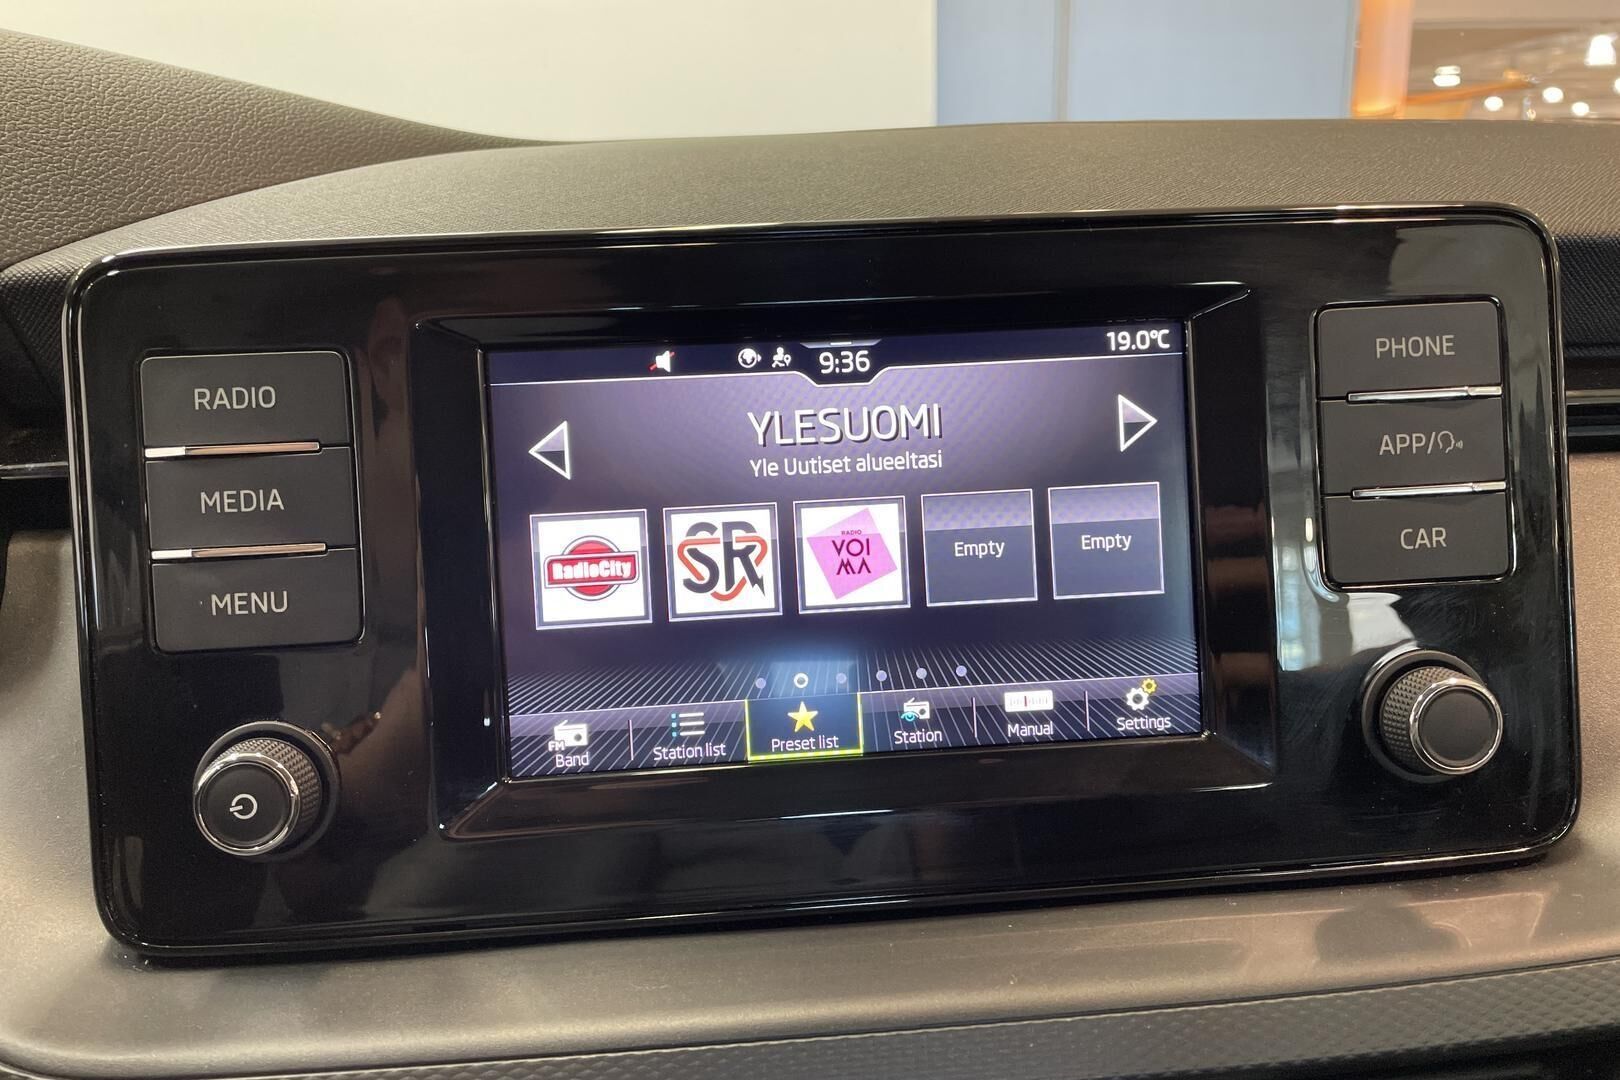 9:36
19.0°C
YLESUOMI
Yle Uutiset alueeltasi
RADIO
MEDIA
MENU
RadioCity
SR
RADIO
VOI
MA
Empty
Empty
FM
Band
Station list
Preset list
Station
Manual
Settings
PHONE
APP/
CAR